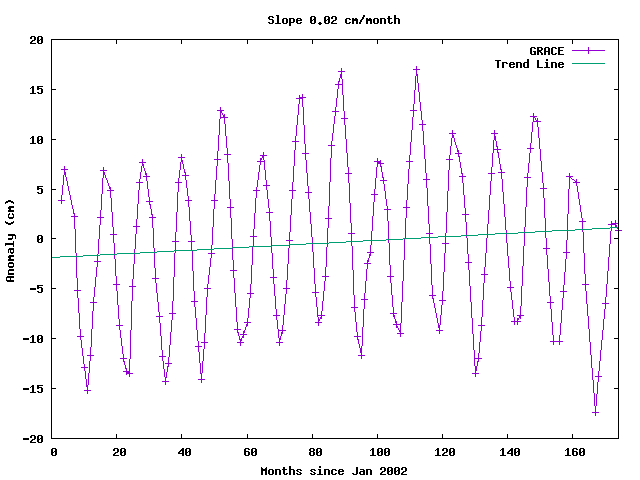 Slope 0.02 cm/month
GRACE
Trend Line
20
15
10
5
0
-5
-10
-15
-20
Anomaly (cm)
0 20 40 60 80 100 120 140 160
Months since Jan 2002